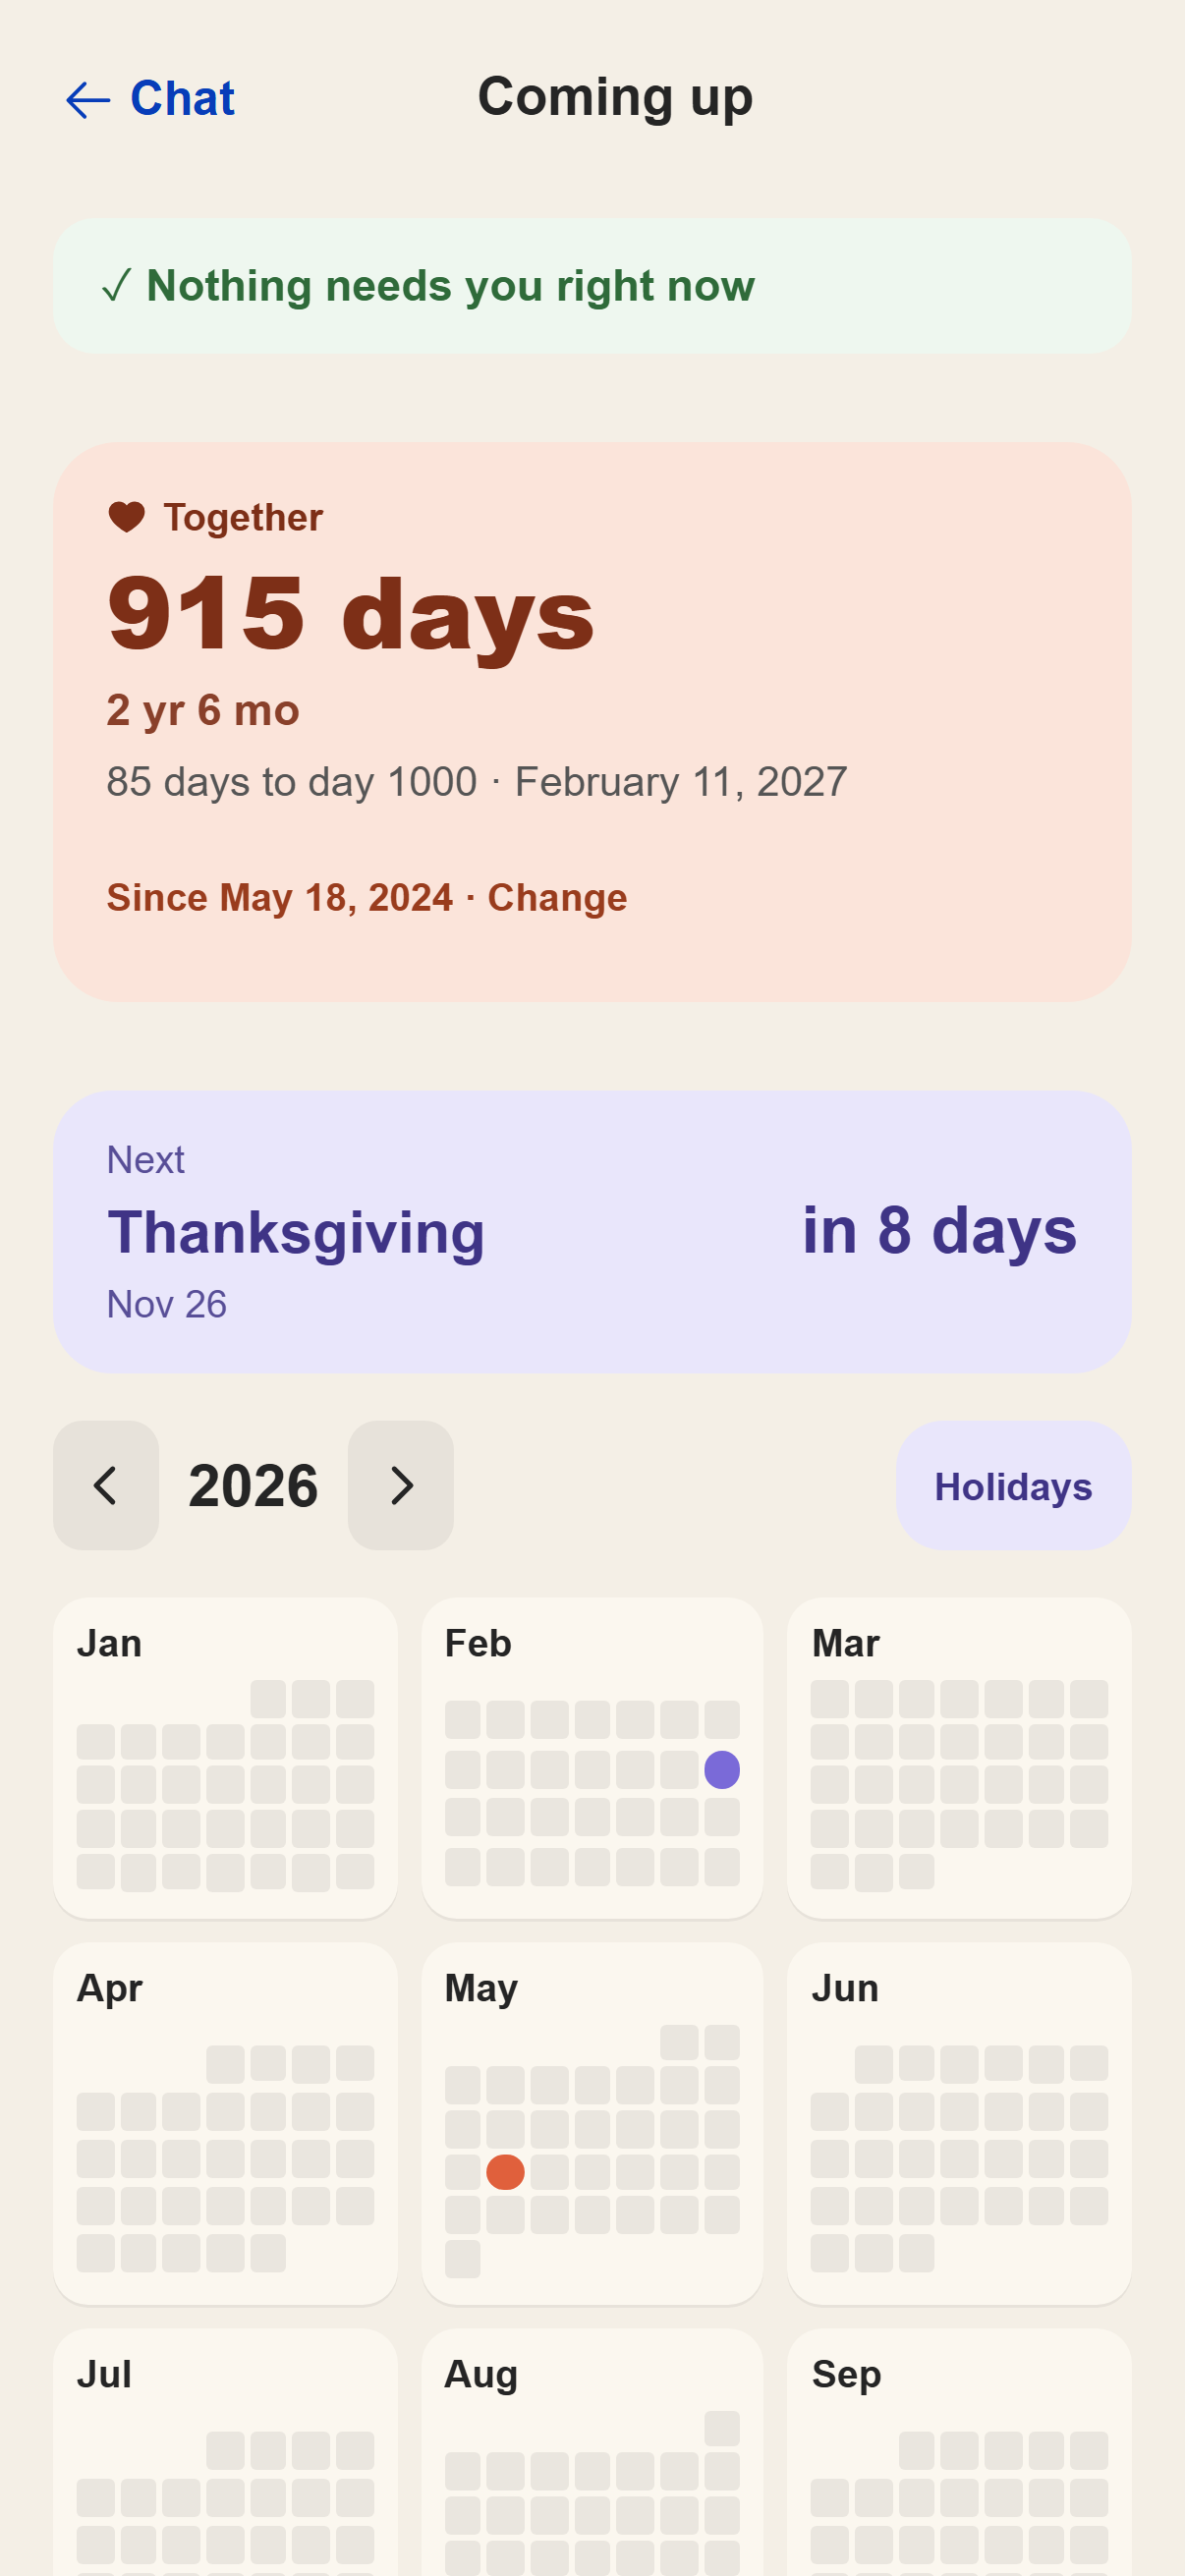 ← Chat
Coming up
✓ Nothing needs you right now
Together
915 days
2 yr 6 mo
85 days to day 1000 · February 11, 2027
Since May 18, 2024 · Change
Next
Thanksgiving
in 8 days
Nov 26
2026
Holidays
Jan
Feb
Mar
Apr
May
Jun
Jul
Aug
Sep